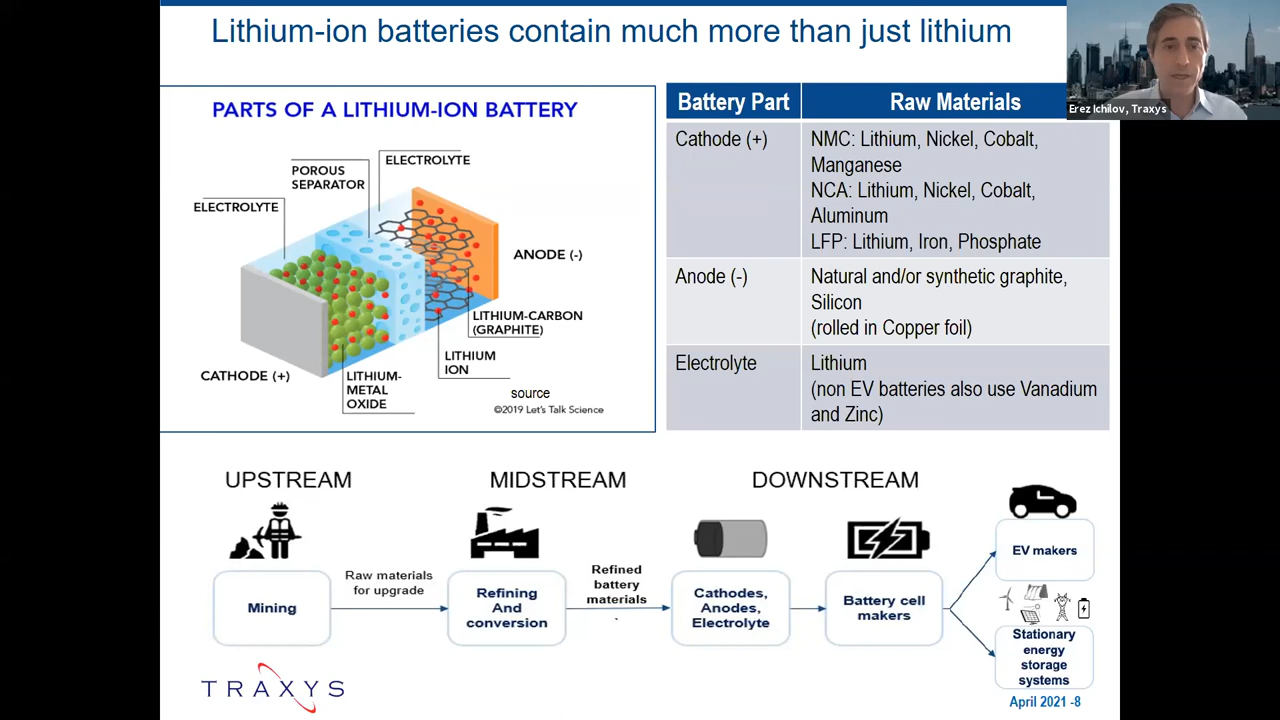 Lithium-ion batteries contain much more than just lithium
Erez Ichilov, Traxys
PARTS OF A LITHIUM-ION BATTERY
ELECTROLYTE
POROUS
SEPARATOR
ELECTROLYTE
ANODE (-)
LITHIUM-CARBON
(GRAPHITE)
LITHIUM
ION
CATHODE (+)
LITHIUM-
METAL
OXIDE
source
©2019 Let's Talk Science
Battery Part
Raw Materials
Cathode (+)
NMC: Lithium, Nickel, Cobalt,
Manganese
NCA: Lithium, Nickel, Cobalt,
Aluminum
LFP: Lithium, Iron, Phosphate
Anode (-)
Natural and/or synthetic graphite,
Silicon
(rolled in Copper foil)
Electrolyte
Lithium
(non EV batteries also use Vanadium
and Zinc)
UPSTREAM
MIDSTREAM
DOWNSTREAM
Mining
Raw materials
for upgrade
Refining
And
conversion
Refined
battery
materials
Cathodes,
Anodes,
Electrolyte
Battery cell
makers
EV makers
Stationary
energy
storage
systems
TRAXYS
April 2021 -8